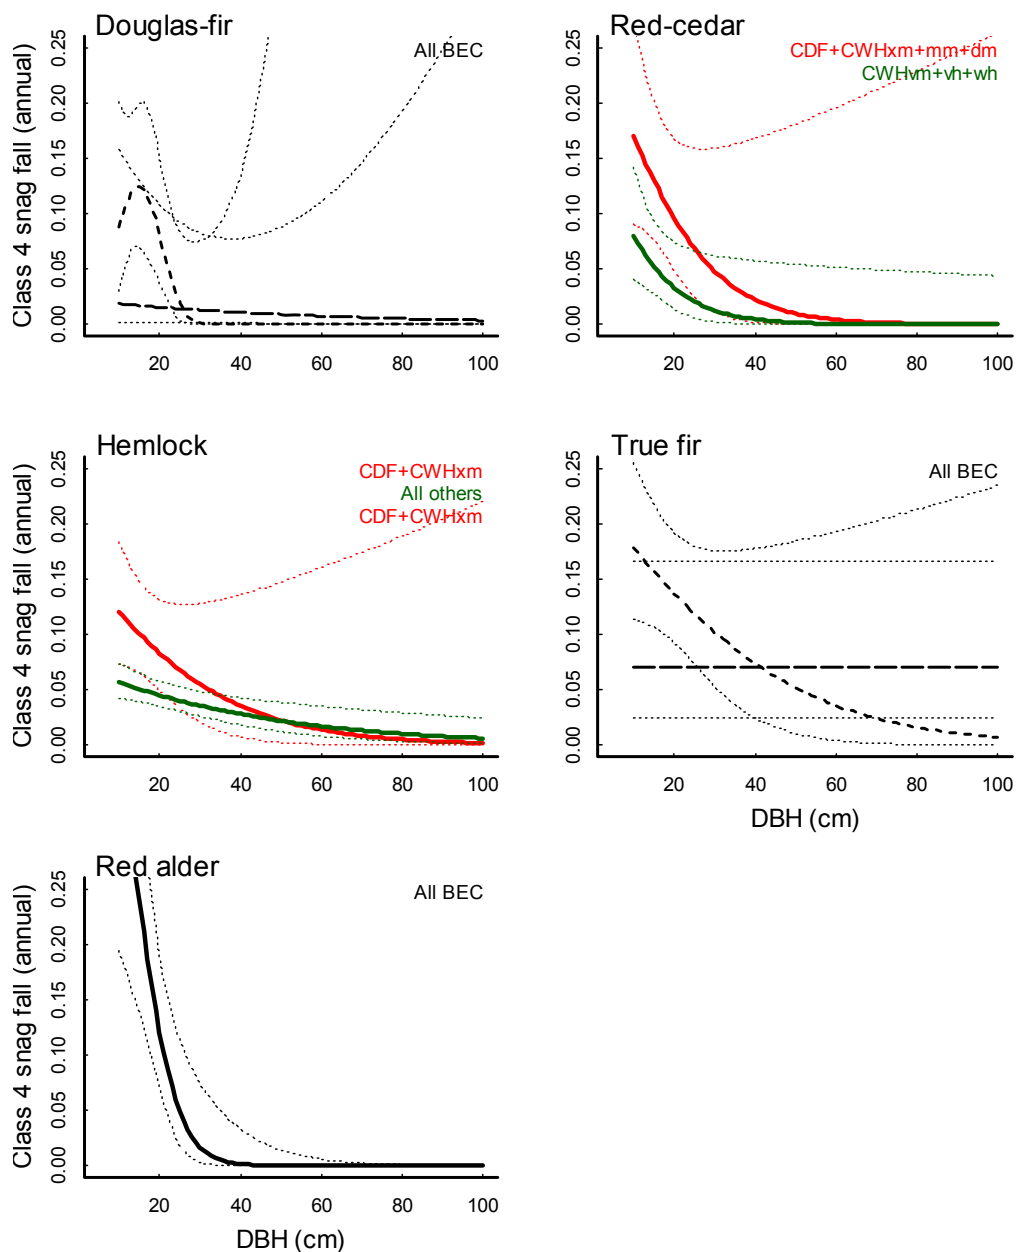 Douglas-fir
All BEC
Class 4 snag fall (annual)
0.00 0.05 0.10 0.15 0.20 0.25
20 40 60 80 100
Red-cedar
CDF+CWHxm+mm+dm
CWHvm+vh+wh
0.00 0.05 0.10 0.15 0.20 0.25
20 40 60 80 100
Hemlock
CDF+CWHxm
All others
CDF+CWHxm
Class 4 snag fall (annual)
0.00 0.05 0.10 0.15 0.20 0.25
20 40 60 80 100
True fir
All BEC
0.00 0.05 0.10 0.15 0.20 0.25
20 40 60 80 100
DBH (cm)
Red alder
All BEC
Class 4 snag fall (annual)
0.00 0.05 0.10 0.15 0.20 0.25
20 40 60 80 100
DBH (cm)